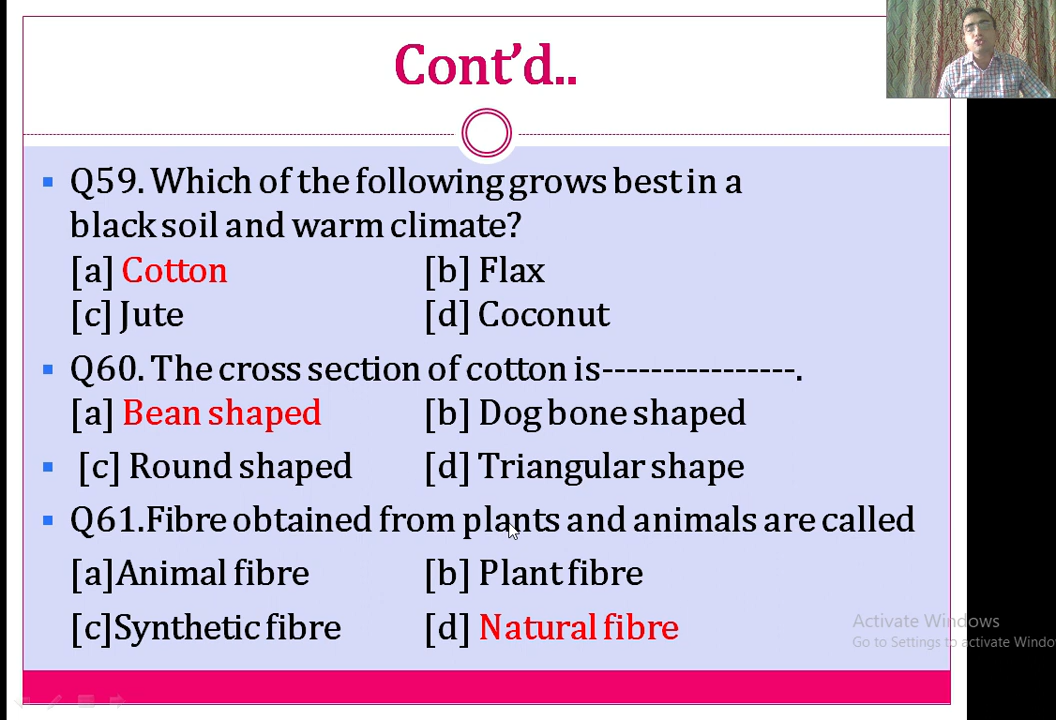 Cont’d..
Q59. Which of the following grows best in a
black soil and warm climate?
[a] Cotton [b] Flax
[c] Jute [d] Coconut
Q60. The cross section of cotton is----------------.
[a] Bean shaped [b] Dog bone shaped
[c] Round shaped [d] Triangular shape
Q61.Fibre obtained from plants and animals are called
[a]Animal fibre [b] Plant fibre
[c]Synthetic fibre [d] Natural fibre
Activate Windows
Go to Settings to activate Windo